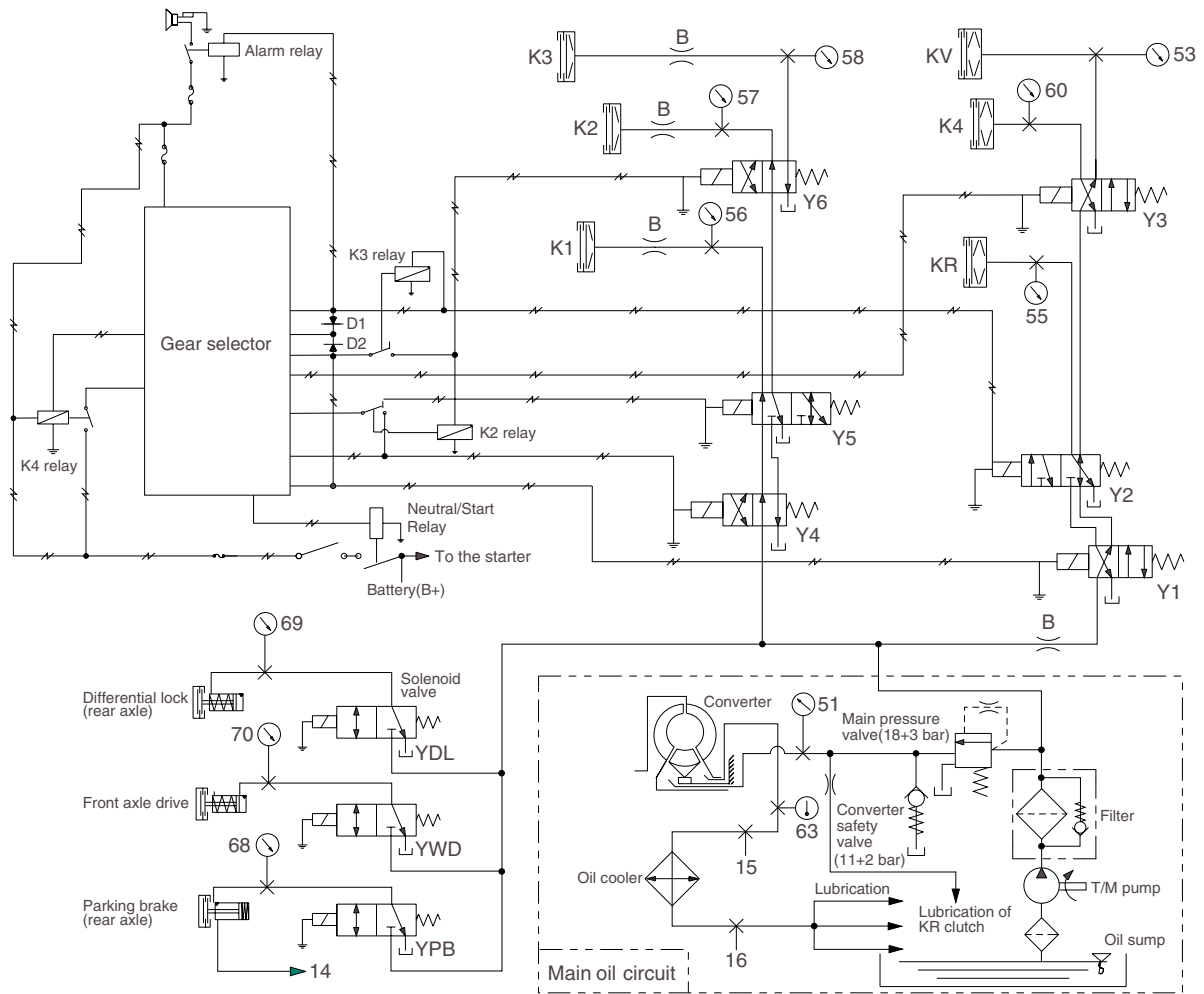 Alarm relay
K3
B
58
KV
53
57
60
K2
B
K4
Y6
Y3
56
K1
B
K3 relay
KR
55
D1
D2
Gear selector
K2 relay
Y5
K4 relay
Y2
Neutral/Start
Relay
Y4
To the starter
Battery(B+)
Y1
B
69
Solenoid
valve
Differential lock
(rear axle)
YDL
70
Front axle drive
YWD
68
Parking brake
(rear axle)
YPB
14
Converter
51
Main pressure
valve(18+3 bar)
63
Converter
safety
valve
(11+2 bar)
Filter
15
Oil cooler
T/M pump
Lubrication
Lubrication of
KR clutch
16
Oil sump
Main oil circuit